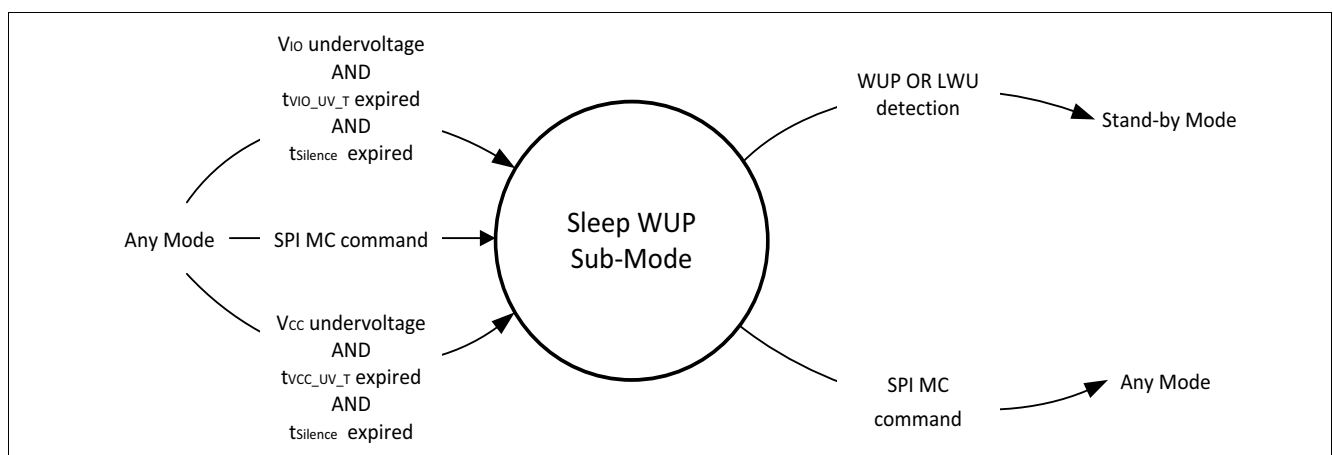 VIO undervoltage
AND
tVIO_UV_T expired
AND
tSilence expired
Any Mode
SPI MC command
VCC undervoltage
AND
tVCC_UV_T expired
AND
tSilence expired
Sleep WUP
Sub-Mode
WUP OR LWU
detection
Stand-by Mode
SPI MC
command
Any Mode